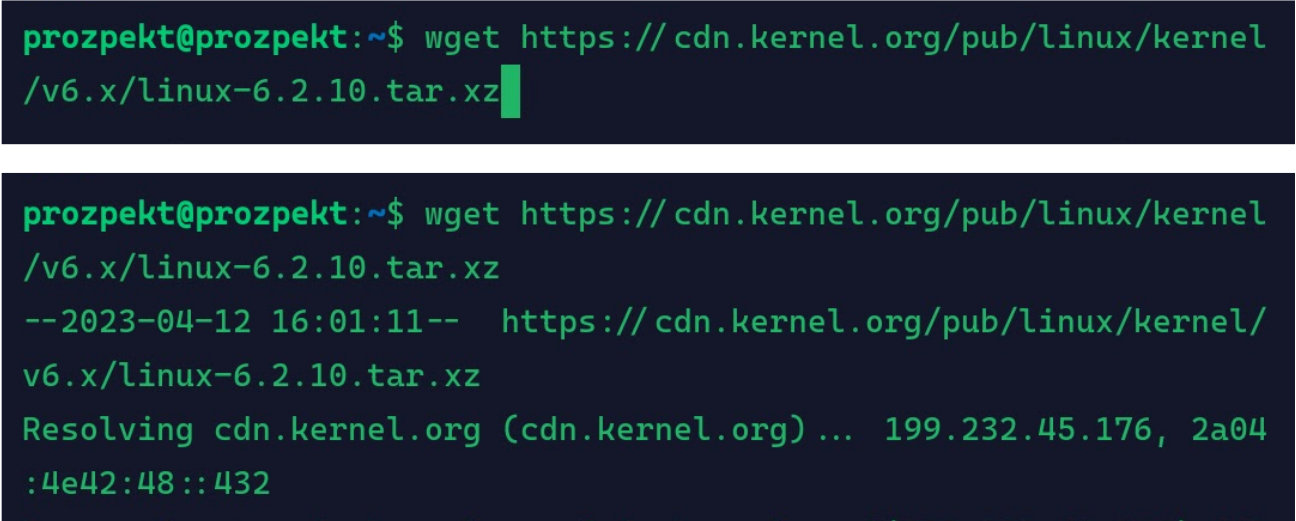 prozpekt@prozpekt:~$ wget https://cdn.kernel.org/pub/linux/kernel
/v6.x/linux-6.2.10.tar.xz
prozpekt@prozpekt:~$ wget https://cdn.kernel.org/pub/linux/kernel
/v6.x/linux-6.2.10.tar.xz
--2023-04-12 16:01:11--  https://cdn.kernel.org/pub/linux/kernel/
v6.x/linux-6.2.10.tar.xz
Resolving cdn.kernel.org (cdn.kernel.org)... 199.232.45.176, 2a04
:4e42:48::432